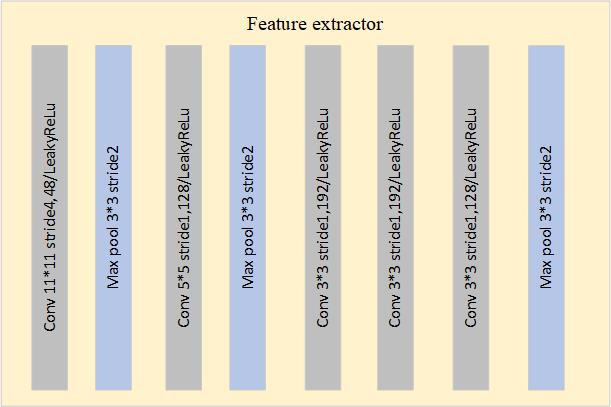 Feature extractor
Conv 11*11 stride4,48/LeakyReLu
Max pool 3*3 stride2
Conv 5*5 stride1,128/LeakyReLu
Max pool 3*3 stride2
Conv 3*3 stride1,192/LeakyReLu
Conv 3*3 stride1,192/LeakyReLu
Conv 3*3 stride1,128/LeakyReLu
Max pool 3*3 stride2